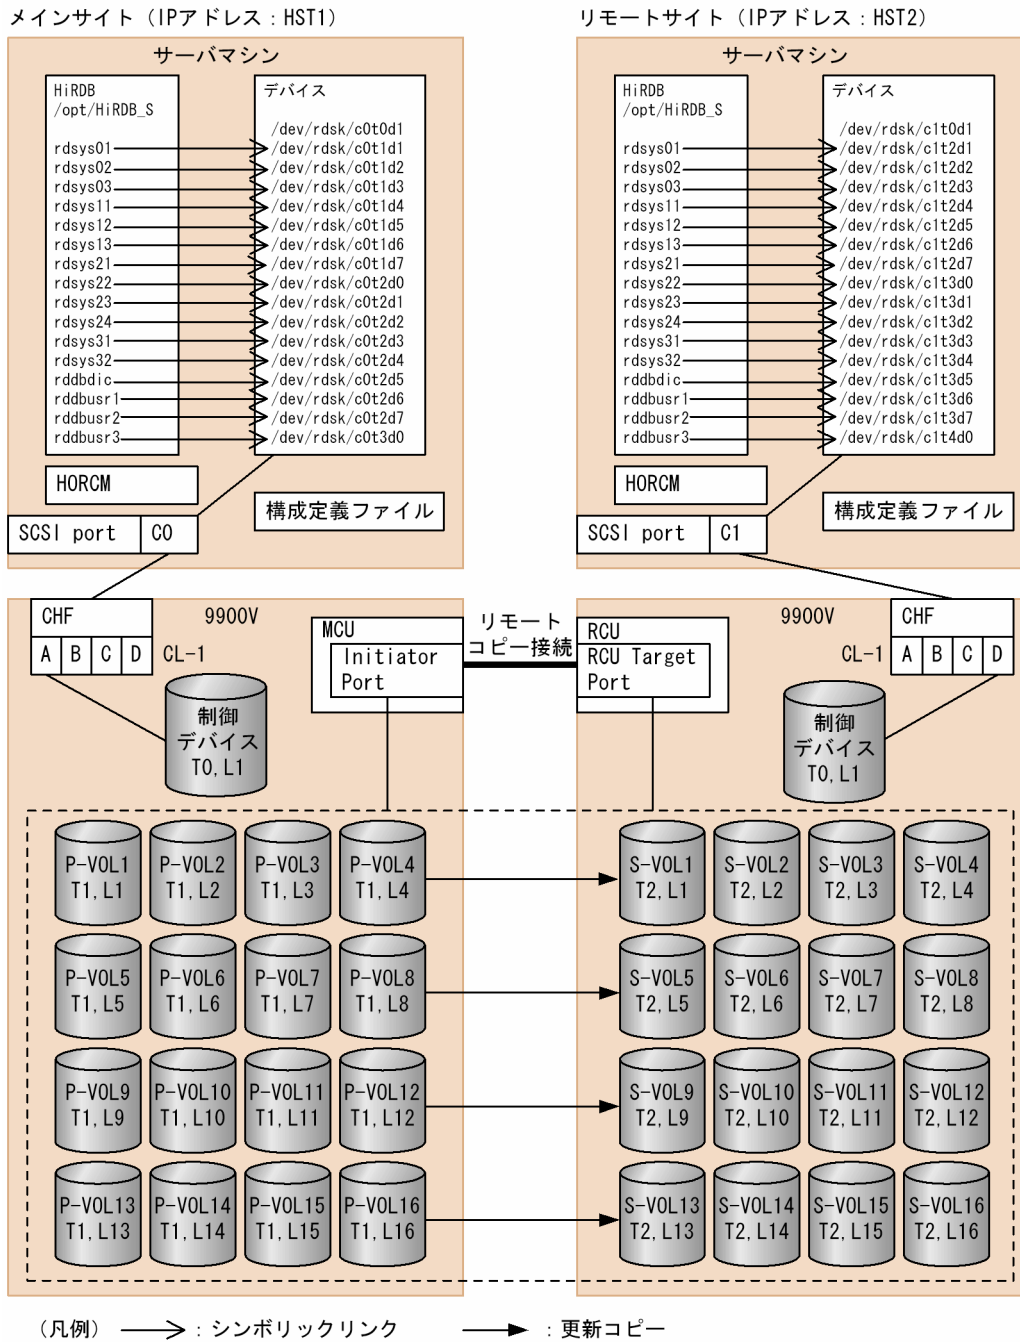 メインサイト（IPアドレス：HST1）
サーバマシン
HiRDB
/opt/HiRDB_S
rdsys01
rdsys02
rdsys03
rdsys11
rdsys12
rdsys13
rdsys21
rdsys22
rdsys23
rdsys24
rdsys31
rdsys32
rddbdic
rddbusr1
rddbusr2
rddbusr3
デバイス
/dev/rdsk/c0t0d1
/dev/rdsk/c0t1d1
/dev/rdsk/c0t1d2
/dev/rdsk/c0t1d3
/dev/rdsk/c0t1d4
/dev/rdsk/c0t1d5
/dev/rdsk/c0t1d6
/dev/rdsk/c0t1d7
/dev/rdsk/c0t2d0
/dev/rdsk/c0t2d1
/dev/rdsk/c0t2d2
/dev/rdsk/c0t2d3
/dev/rdsk/c0t2d4
/dev/rdsk/c0t2d5
/dev/rdsk/c0t2d6
/dev/rdsk/c0t2d7
/dev/rdsk/c0t3d0
HORCM
構成定義ファイル
SCSI port C0
リモートサイト（IPアドレス：HST2）
サーバマシン
HiRDB
/opt/HiRDB_S
rdsys01
rdsys02
rdsys03
rdsys11
rdsys12
rdsys13
rdsys21
rdsys22
rdsys23
rdsys24
rdsys31
rdsys32
rddbdic
rddbusr1
rddbusr2
rddbusr3
デバイス
/dev/rdsk/c1t0d1
/dev/rdsk/c1t2d1
/dev/rdsk/c1t2d2
/dev/rdsk/c1t2d3
/dev/rdsk/c1t2d4
/dev/rdsk/c1t2d5
/dev/rdsk/c1t2d6
/dev/rdsk/c1t2d7
/dev/rdsk/c1t3d0
/dev/rdsk/c1t3d1
/dev/rdsk/c1t3d2
/dev/rdsk/c1t3d3
/dev/rdsk/c1t3d4
/dev/rdsk/c1t3d5
/dev/rdsk/c1t3d6
/dev/rdsk/c1t3d7
/dev/rdsk/c1t4d0
HORCM
構成定義ファイル
SCSI port C1
CHF
A B C D CL-1
9900V
MCU
Initiator
Port
制御
デバイス
T0, L1
リモート
コピー接続
RCU
RCU Target
Port
9900V
CHF
CL-1 A B C D
制御
デバイス
T0, L1
P-VOL1 P-VOL2 P-VOL3 P-VOL4
T1, L1 T1, L2 T1, L3 T1, L4
P-VOL5 P-VOL6 P-VOL7 P-VOL8
T1, L5 T1, L6 T1, L7 T1, L8
P-VOL9 P-VOL10 P-VOL11 P-VOL12
T1, L9 T1, L10 T1, L11 T1, L12
P-VOL13 P-VOL14 P-VOL15 P-VOL16
T1, L13 T1, L14 T1, L15 T1, L16
S-VOL1 S-VOL2 S-VOL3 S-VOL4
T2, L1 T2, L2 T2, L3 T2, L4
S-VOL5 S-VOL6 S-VOL7 S-VOL8
T2, L5 T2, L6 T2, L7 T2, L8
S-VOL9 S-VOL10 S-VOL11 S-VOL12
T2, L9 T2, L10 T2, L11 T2, L12
S-VOL13 S-VOL14 S-VOL15 S-VOL16
T2, L13 T2, L14 T2, L15 T2, L16
（凡例） ：シンボリックリンク ：更新コピー